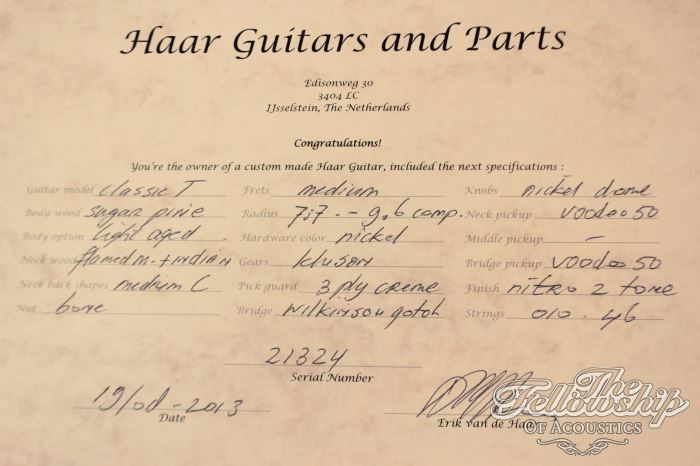 Haar Guitars and Parts
Edisonweg 30
3404 LC
IJsselstein, The Netherlands
Congratulations!
You're the owner of a custom made Haar Guitar, included the next specifications :
Guitar model classic T Frets medium Knobs nickel dome
Body wood sugar pine Radius 7,7 - 9,6 comp. Neck pickup voodoo 50
Body option light aged . Hardware color nickel Middle pickup -
Neck wood flamed m. + indian Gears kluson Bridge pickup voodoo 50
Neck back shapes medium C Pick guard 3 ply creme Finish nitro 2 tone
Nut bone Bridge wilkinson gotoh Strings 010 . 46
21324
Serial Number
2013
Date
Erik van de Haar
The
Fellowship
OF ACOUSTICS